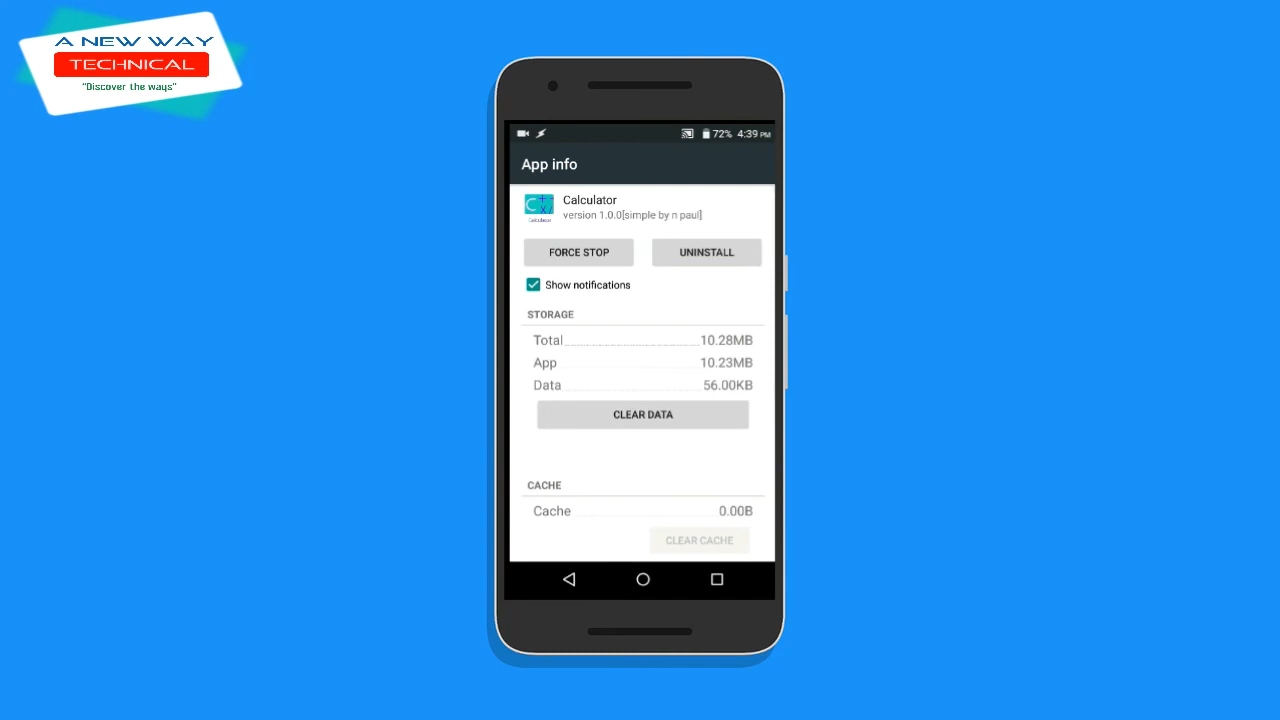 A NEW WAY
TECHNICAL
"Discover the ways"
72% 4:39 PM
App info
Calculator
Calculator
version 1.0.0[simple by n paul]
FORCE STOP
UNINSTALL
Show notifications
STORAGE
Total 10.28MB
App 10.23MB
Data 56.00KB
CLEAR DATA
CACHE
Cache 0.00B
CLEAR CACHE